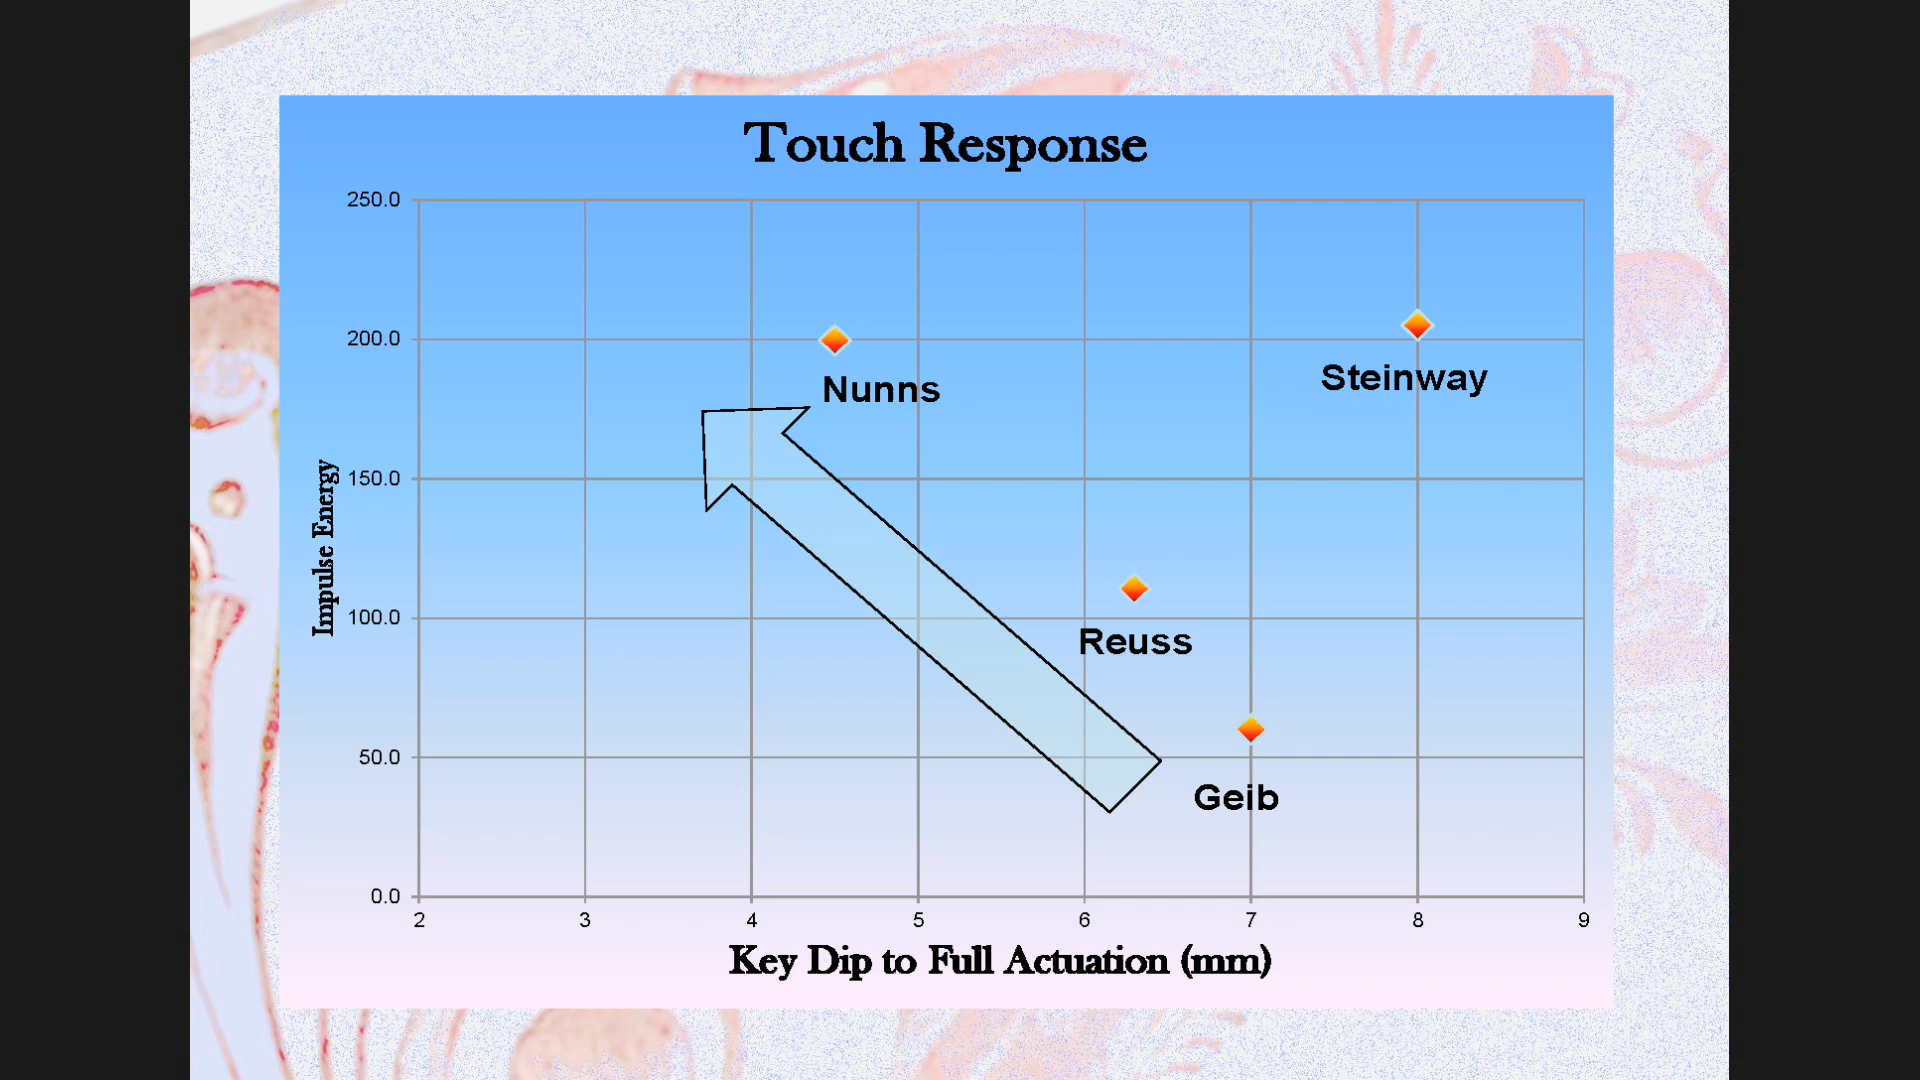 Touch Response
250.0
200.0
150.0
100.0
50.0
0.0
Impulse Energy
Nunns
Steinway
Reuss
Geib
2 3 4 5 6 7 8 9
Key Dip to Full Actuation (mm)